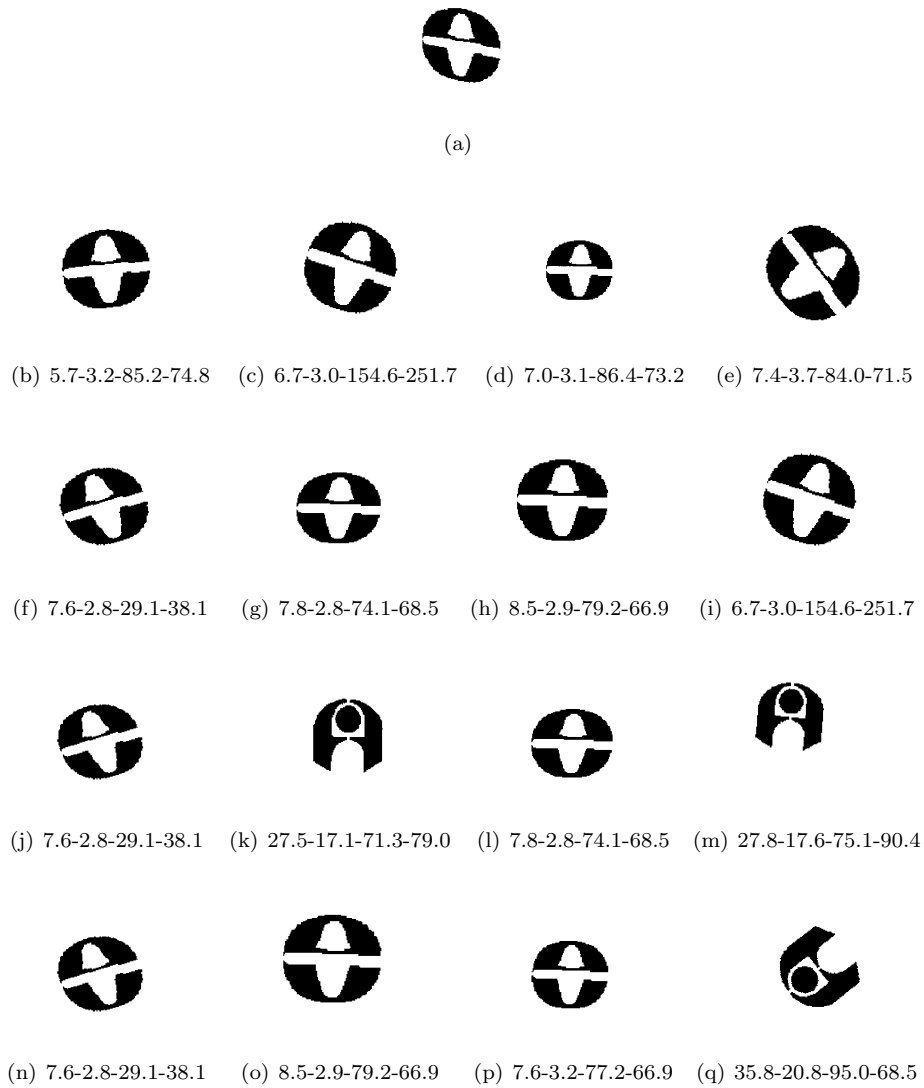 (a)
(b) 5.7-3.2-85.2-74.8 (c) 6.7-3.0-154.6-251.7 (d) 7.0-3.1-86.4-73.2 (e) 7.4-3.7-84.0-71.5
(f) 7.6-2.8-29.1-38.1 (g) 7.8-2.8-74.1-68.5 (h) 8.5-2.9-79.2-66.9 (i) 6.7-3.0-154.6-251.7
(j) 7.6-2.8-29.1-38.1 (k) 27.5-17.1-71.3-79.0 (l) 7.8-2.8-74.1-68.5 (m) 27.8-17.6-75.1-90.4
(n) 7.6-2.8-29.1-38.1 (o) 8.5-2.9-79.2-66.9 (p) 7.6-3.2-77.2-66.9 (q) 35.8-20.8-95.0-68.5